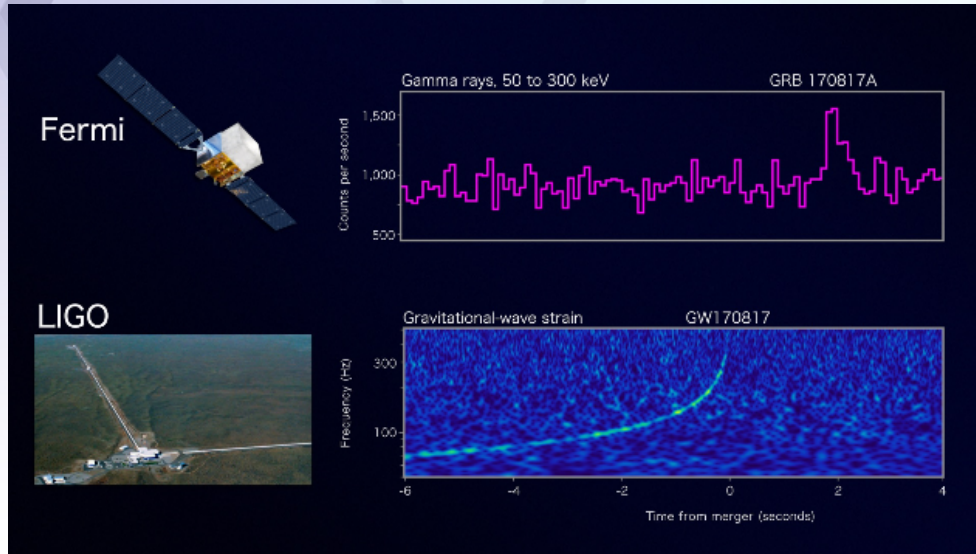 Fermi
Gamma rays, 50 to 300 keV GRB 170817A
Counts per second
1,500
1,000
500
LIGO
Gravitational-wave strain GW170817
Frequency (Hz)
300
100
-6 -4 -2 0 2 4
Time from merger (seconds)